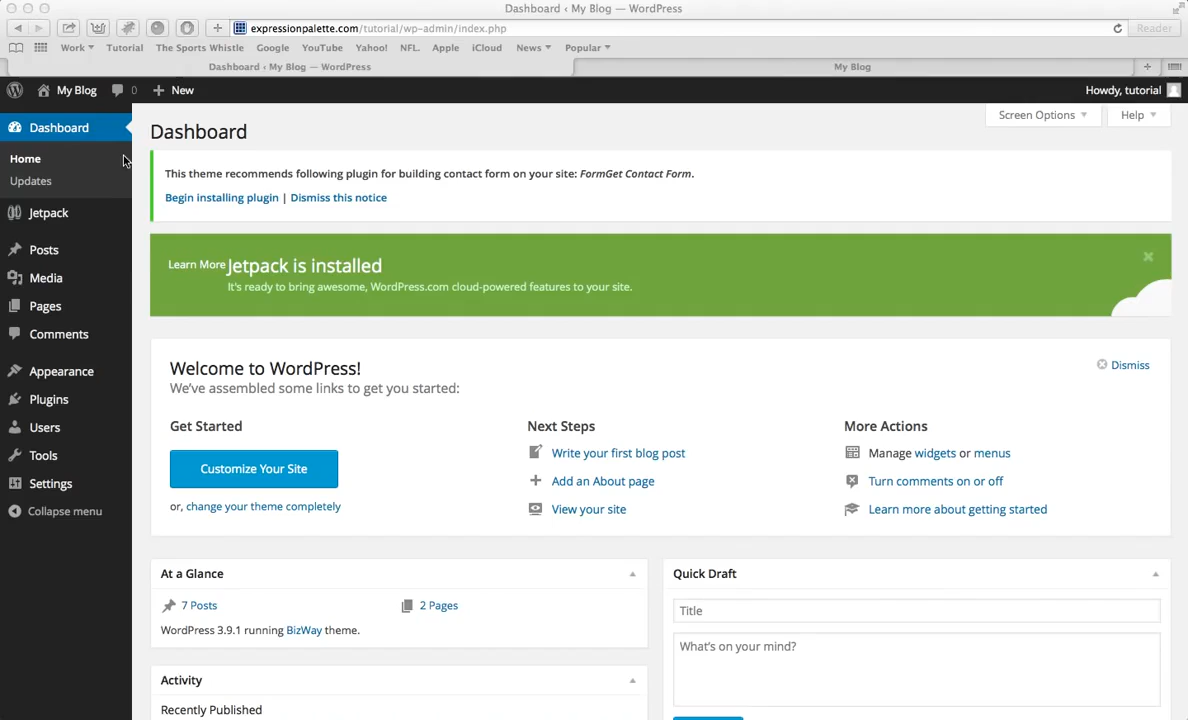 Dashboard ‹ My Blog — WordPress
expressionpalette.com/tutorial/wp-admin/index.php
Reader
Work Tutorial The Sports Whistle Google YouTube Yahoo! NFL Apple iCloud News Popular
Dashboard ‹ My Blog — WordPress
My Blog
My Blog 0 + New
Howdy, tutorial
Screen Options
Help
Dashboard
Home
Updates
Jetpack
Posts
Media
Pages
Comments
Appearance
Plugins
Users
Tools
Settings
Collapse menu
Dashboard
This theme recommends following plugin for building contact form on your site: FormGet Contact Form.
Begin installing plugin | Dismiss this notice
Learn More Jetpack is installed
It's ready to bring awesome, WordPress.com cloud-powered features to your site.
Welcome to WordPress!
We've assembled some links to get you started:
Dismiss
Get Started
Customize Your Site
or, change your theme completely
Next Steps
Write your first blog post
Add an About page
View your site
More Actions
Manage widgets or menus
Turn comments on or off
Learn more about getting started
At a Glance
7 Posts
2 Pages
WordPress 3.9.1 running BizWay theme.
Activity
Recently Published
Quick Draft
Title
What's on your mind?